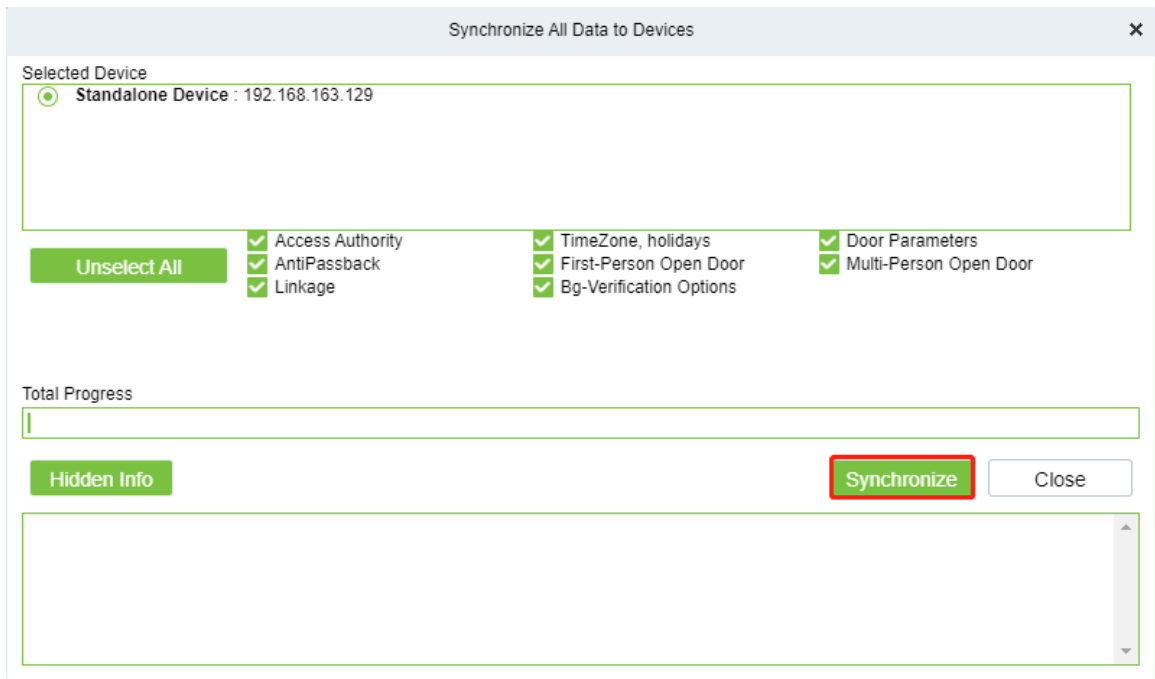 Synchronize All Data to Devices
Selected Device
Standalone Device : 192.168.163.129
Unselect All
Access Authority TimeZone, holidays Door Parameters
AntiPassback First-Person Open Door Multi-Person Open Door
Linkage Bg-Verification Options
Total Progress
Hidden Info Synchronize Close